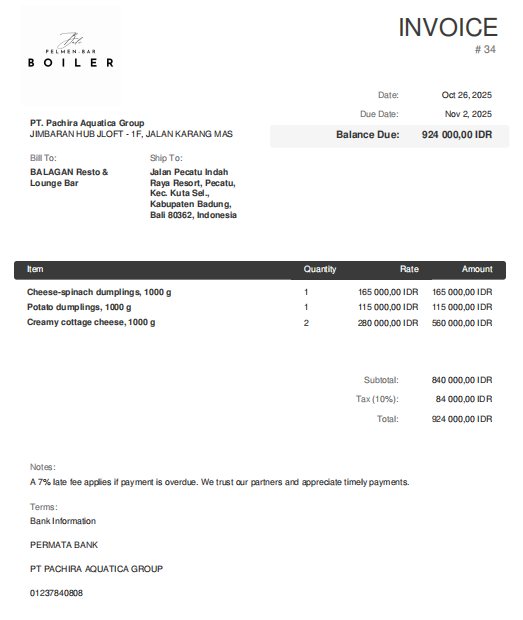 INVOICE
# 34
PELMEN-BAR
BOILER
Date: Oct 26, 2025
Due Date: Nov 2, 2025
Balance Due: 924 000,00 IDR
PT. Pachira Aquatica Group
JIMBARAN HUB JLOFT - 1F, JALAN KARANG MAS
Bill To:
BALAGAN Resto &
Lounge Bar
Ship To:
Jalan Pecatu Indah
Raya Resort, Pecatu,
Kec. Kuta Sel.,
Kabupaten Badung,
Bali 80362, Indonesia
Item Quantity Rate Amount
Cheese-spinach dumplings, 1000 g 1 165 000,00 IDR 165 000,00 IDR
Potato dumplings, 1000 g 1 115 000,00 IDR 115 000,00 IDR
Creamy cottage cheese, 1000 g 2 280 000,00 IDR 560 000,00 IDR
Subtotal: 840 000,00 IDR
Tax (10%): 84 000,00 IDR
Total: 924 000,00 IDR
Notes:
A 7% late fee applies if payment is overdue. We trust our partners and appreciate timely payments.
Terms:
Bank Information
PERMATA BANK
PT PACHIRA AQUATICA GROUP
01237840808